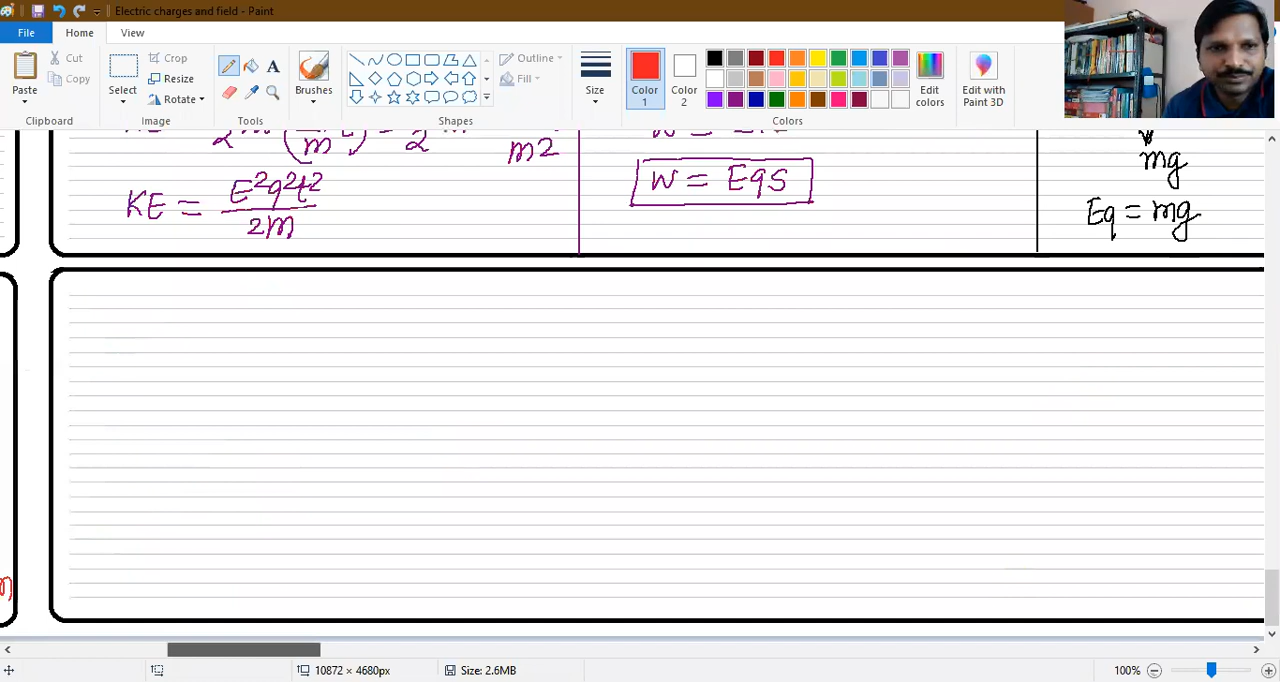 Electric charges and field - Paint
File Home View
Paste Cut Copy Clipboard
Select Crop Resize Rotate Image
A Tools
Brushes
Outline Fill Shapes
Size
Color 1 Color 2
Edit colors
Edit with Paint 3D
Colors
2 m
m2
KE = E²q²t² / 2m
W = EqS
mg
Eq = mg
10872 × 4680px
Size: 2.6MB
100%